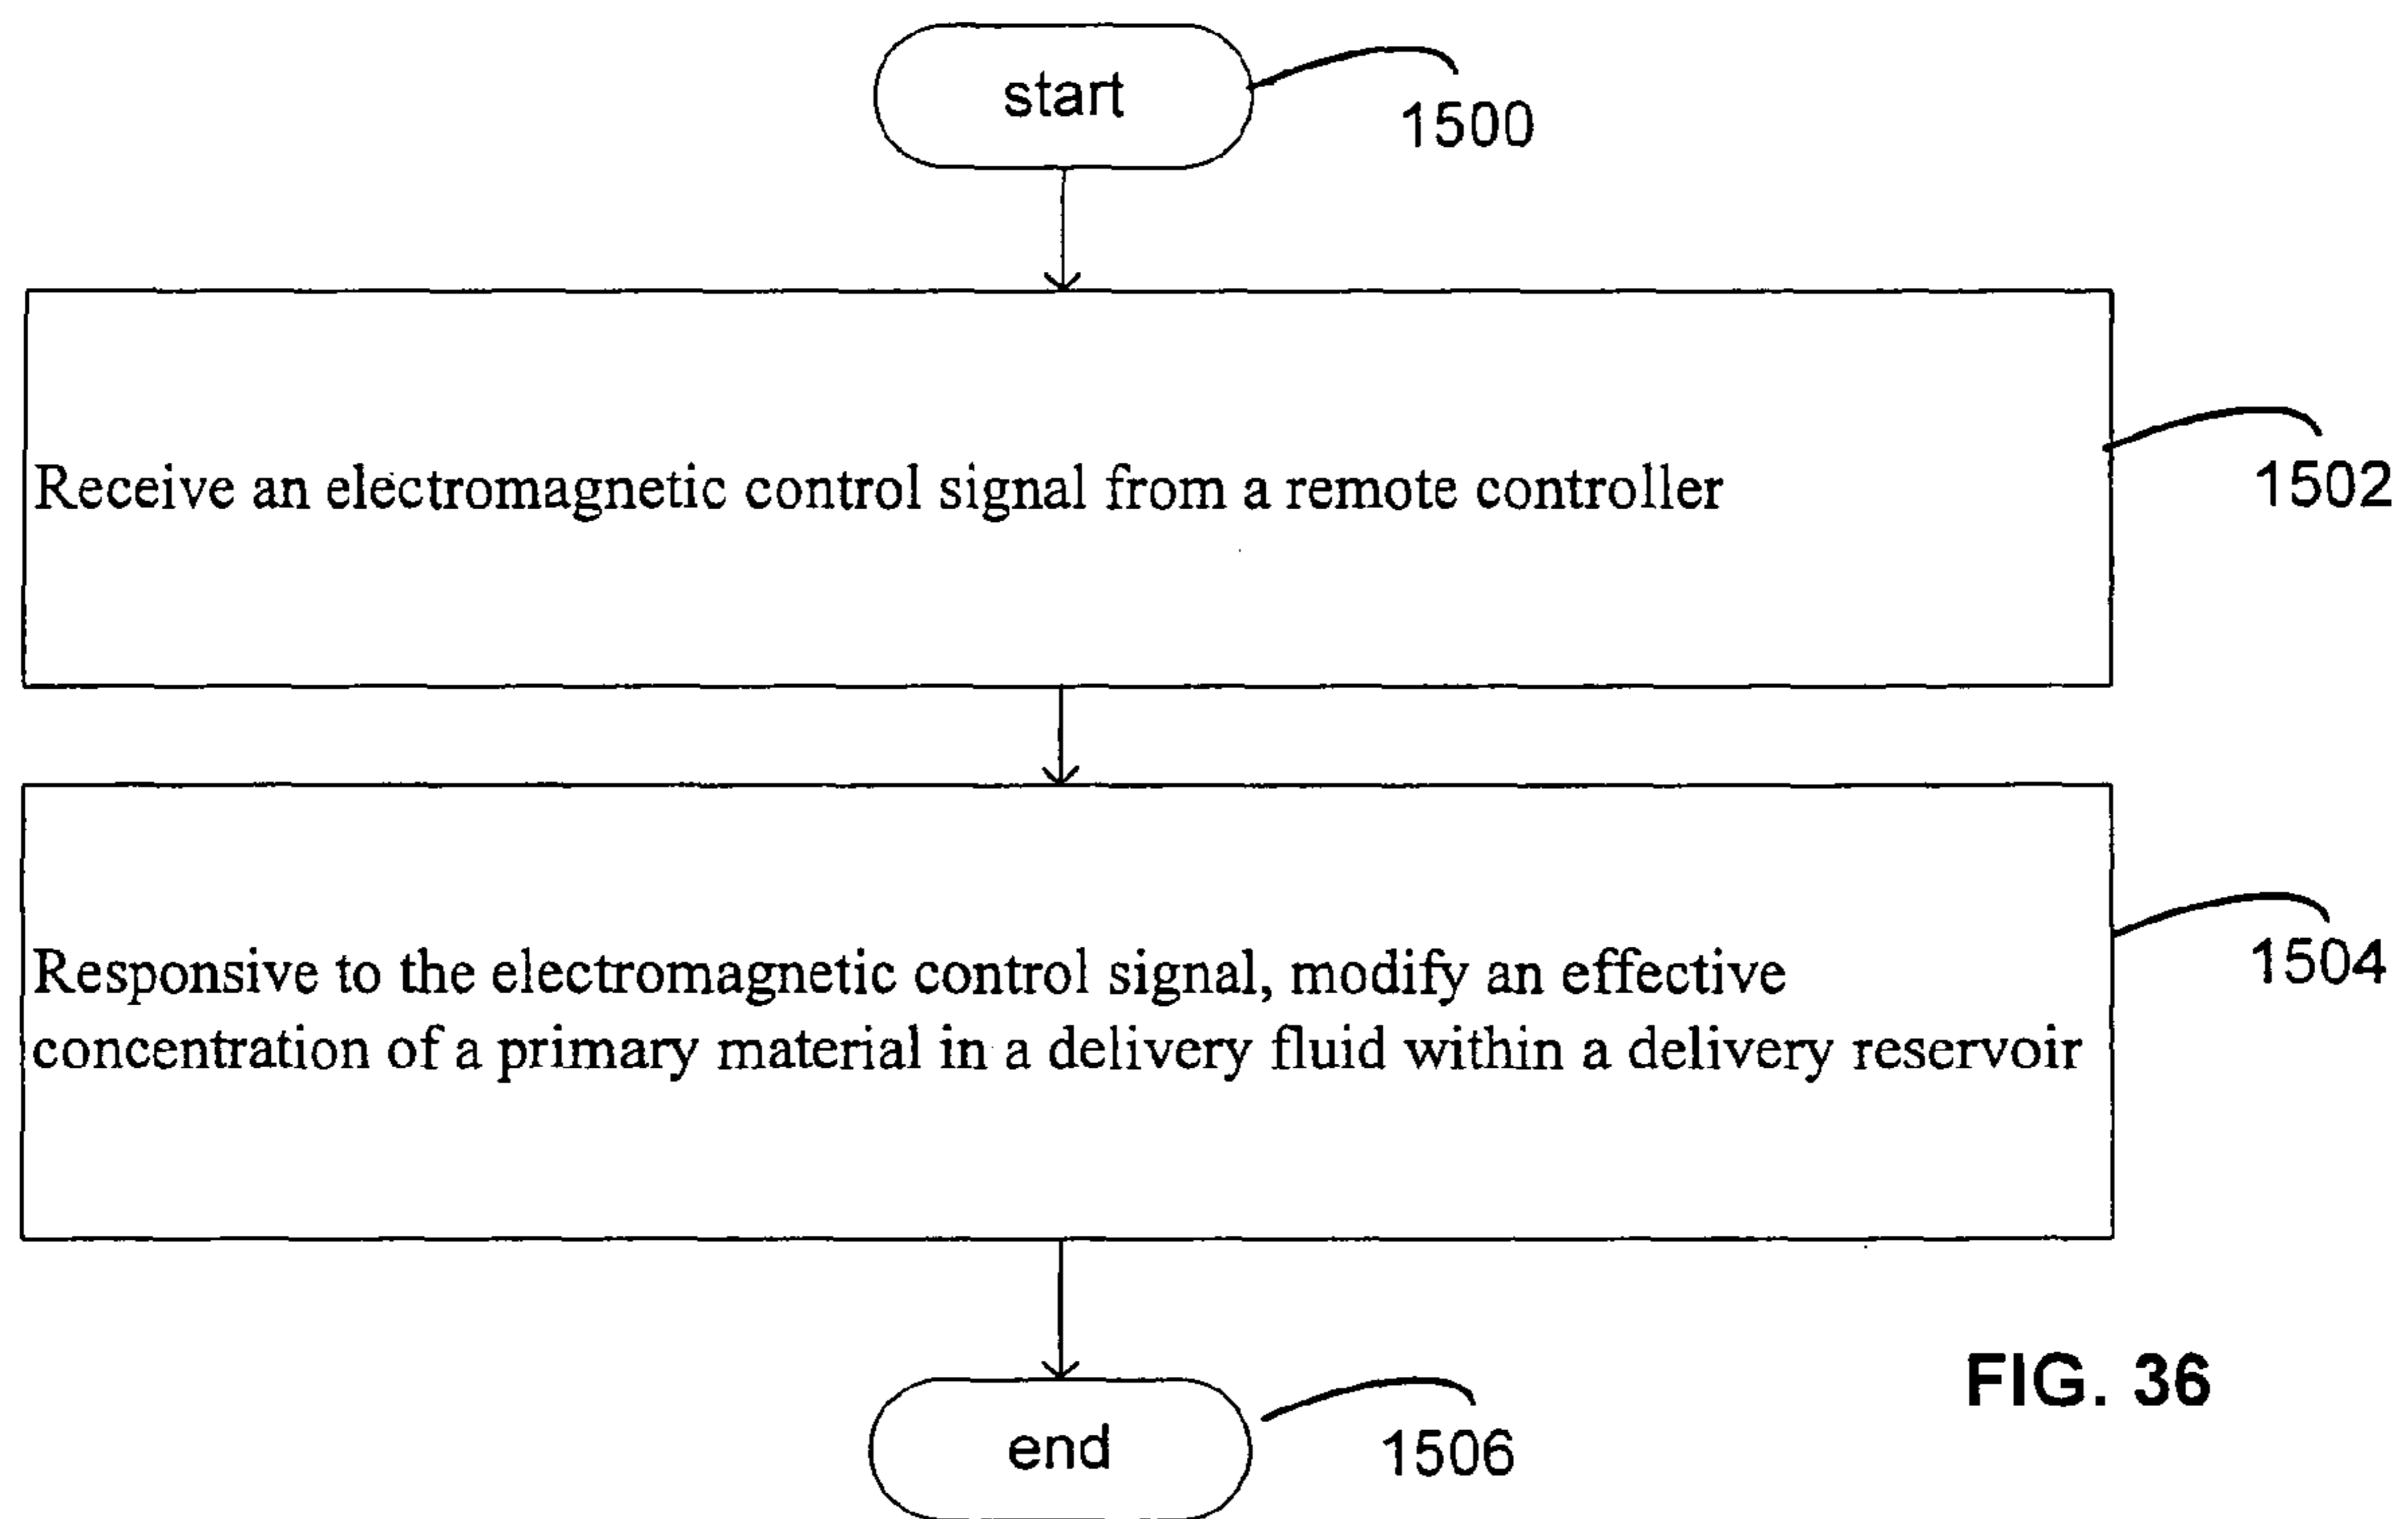 start
1500
Receive an electromagnetic control signal from a remote controller
1502
Responsive to the electromagnetic control signal, modify an effective
concentration of a primary material in a delivery fluid within a delivery reservoir
1504
end
1506
FIG. 36